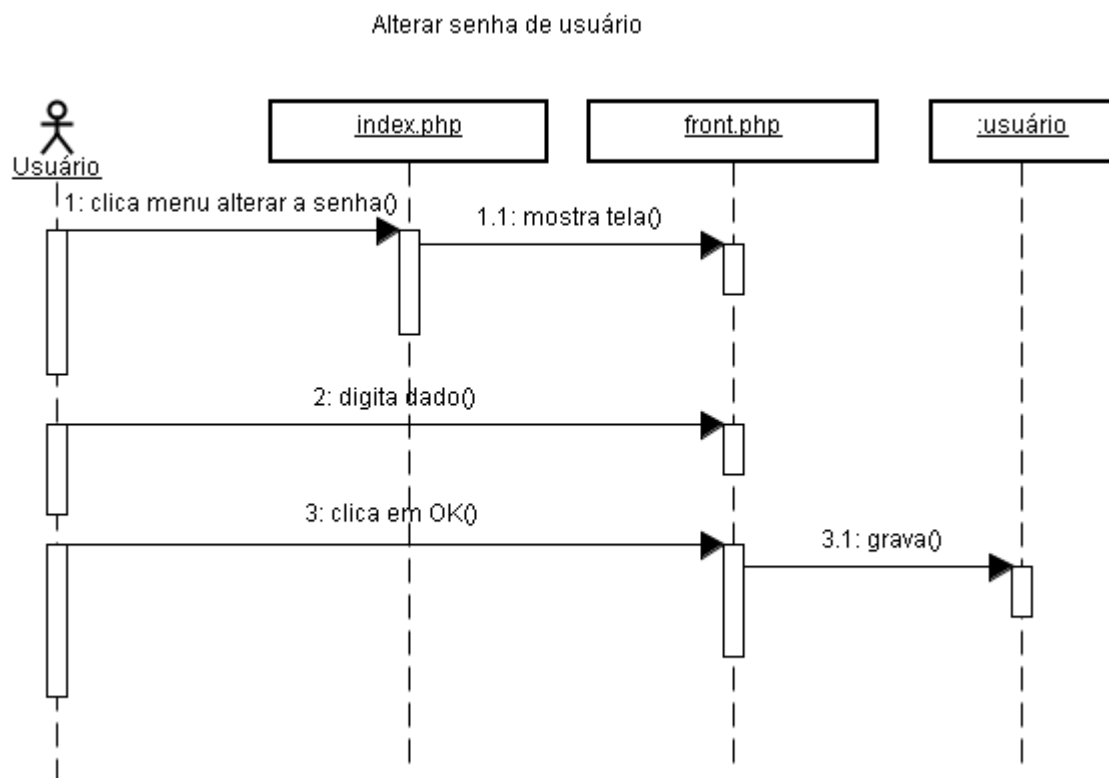 Alterar senha de usuário
index.php
front.php
:usuário
Usuário
1: clica menu alterar a senha()
1.1: mostra tela()
2: digita dado()
3: clica em OK()
3.1: grava()